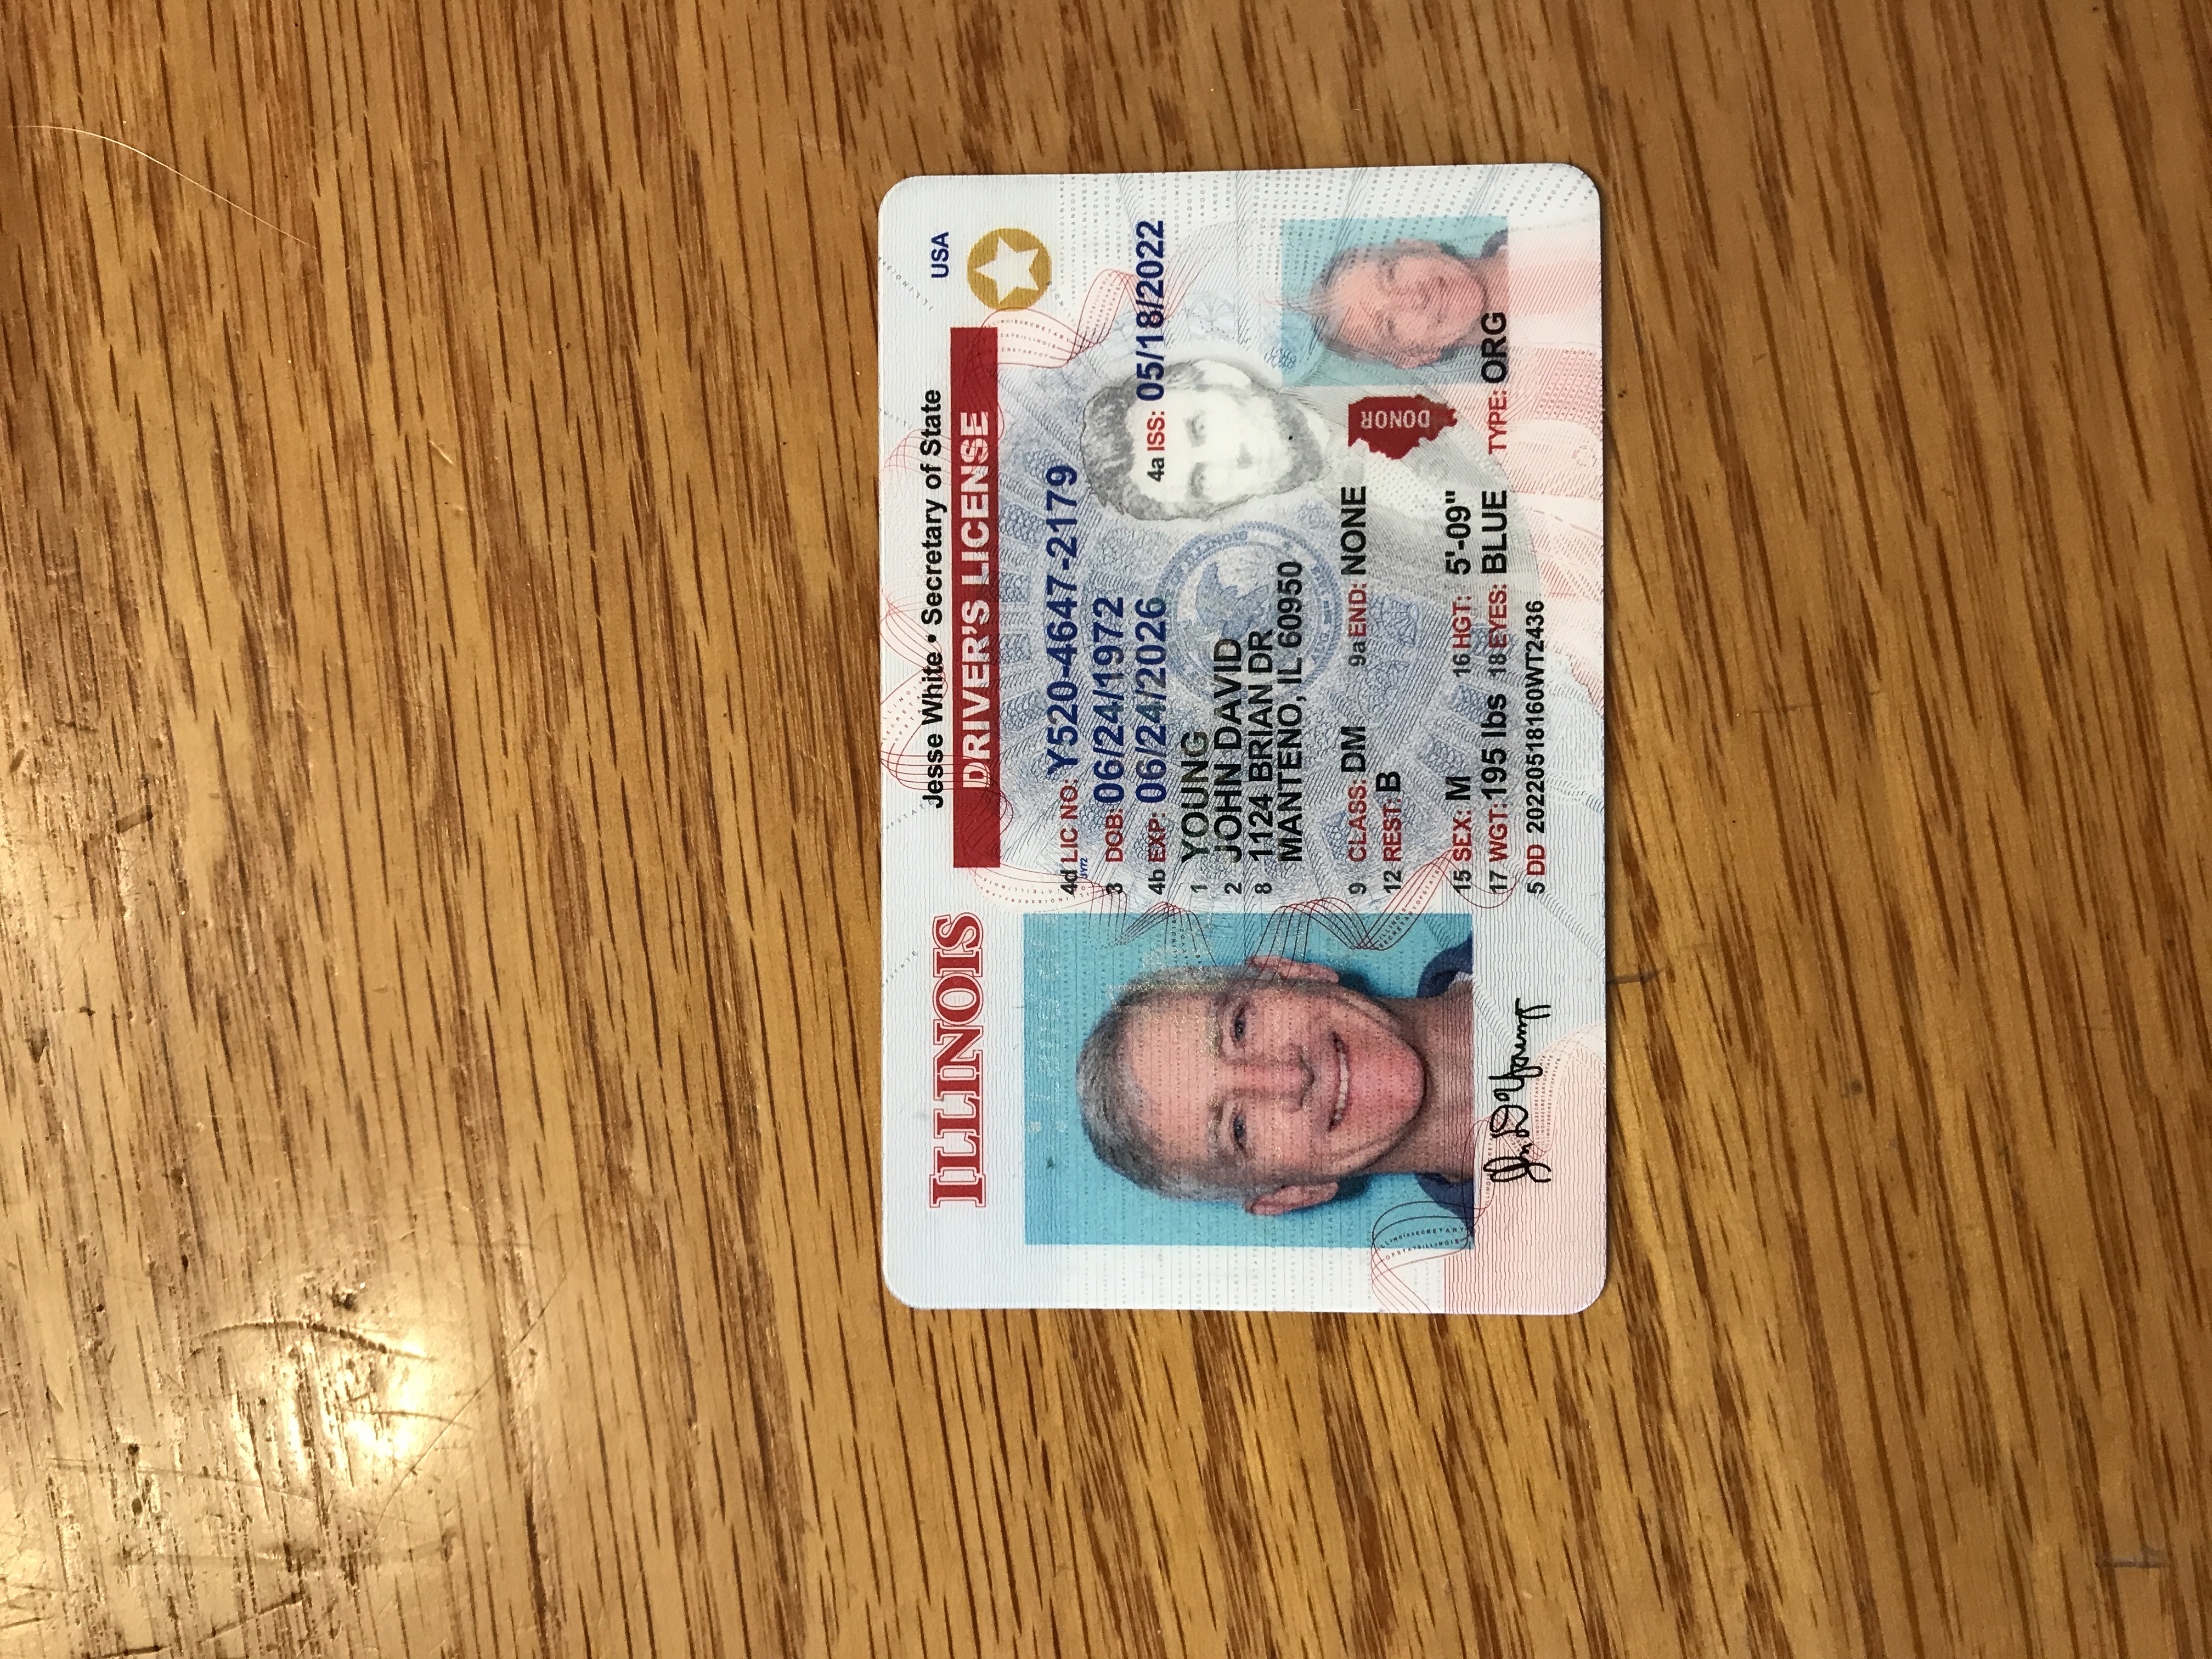 ILLINOIS
Jesse White • Secretary of State
USA
DRIVER'S LICENSE
4d LIC NO: Y520-4647-2179
JY72
3 DOB: 06/24/1972
4b EXP: 06/24/2026
4a ISS: 05/18/2022
1 YOUNG
2 JOHN DAVID
8 1124 BRIAN DR
MANTENO, IL 60950
9 CLASS: DM
9a END: NONE
12 REST: B
DONOR
15 SEX: M
16 HGT: 5'-09"
17 WGT: 195 lbs
18 EYES: BLUE
TYPE: ORG
5 DD 20220518160WT2436
Jhn D Young